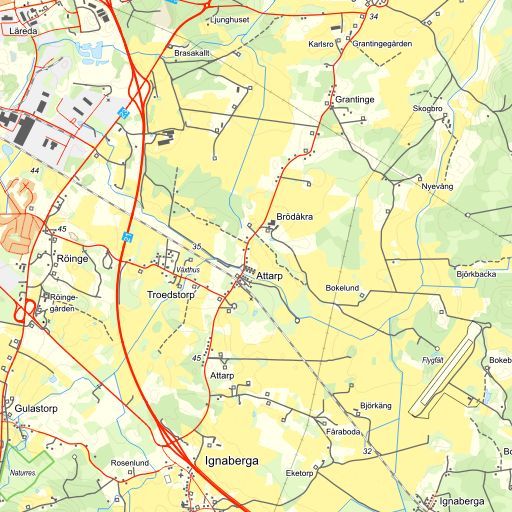 Ljunghuset
34
Läreda
Karlsro
Grantingegården
Brasakallt
Grantinge
Skogbro
44
Nyevång
45
Brödåkra
35
Röinge
Växthus
Attarp
Björkbacka
Troedstorp
Bokelund
Röinge-
gården
45
Flygfält
Attarp
Gulastorp
Björkäng
Fåraboda
Rosenlund
Ignaberga
32
Naturres.
Eketorp
Ignaberga